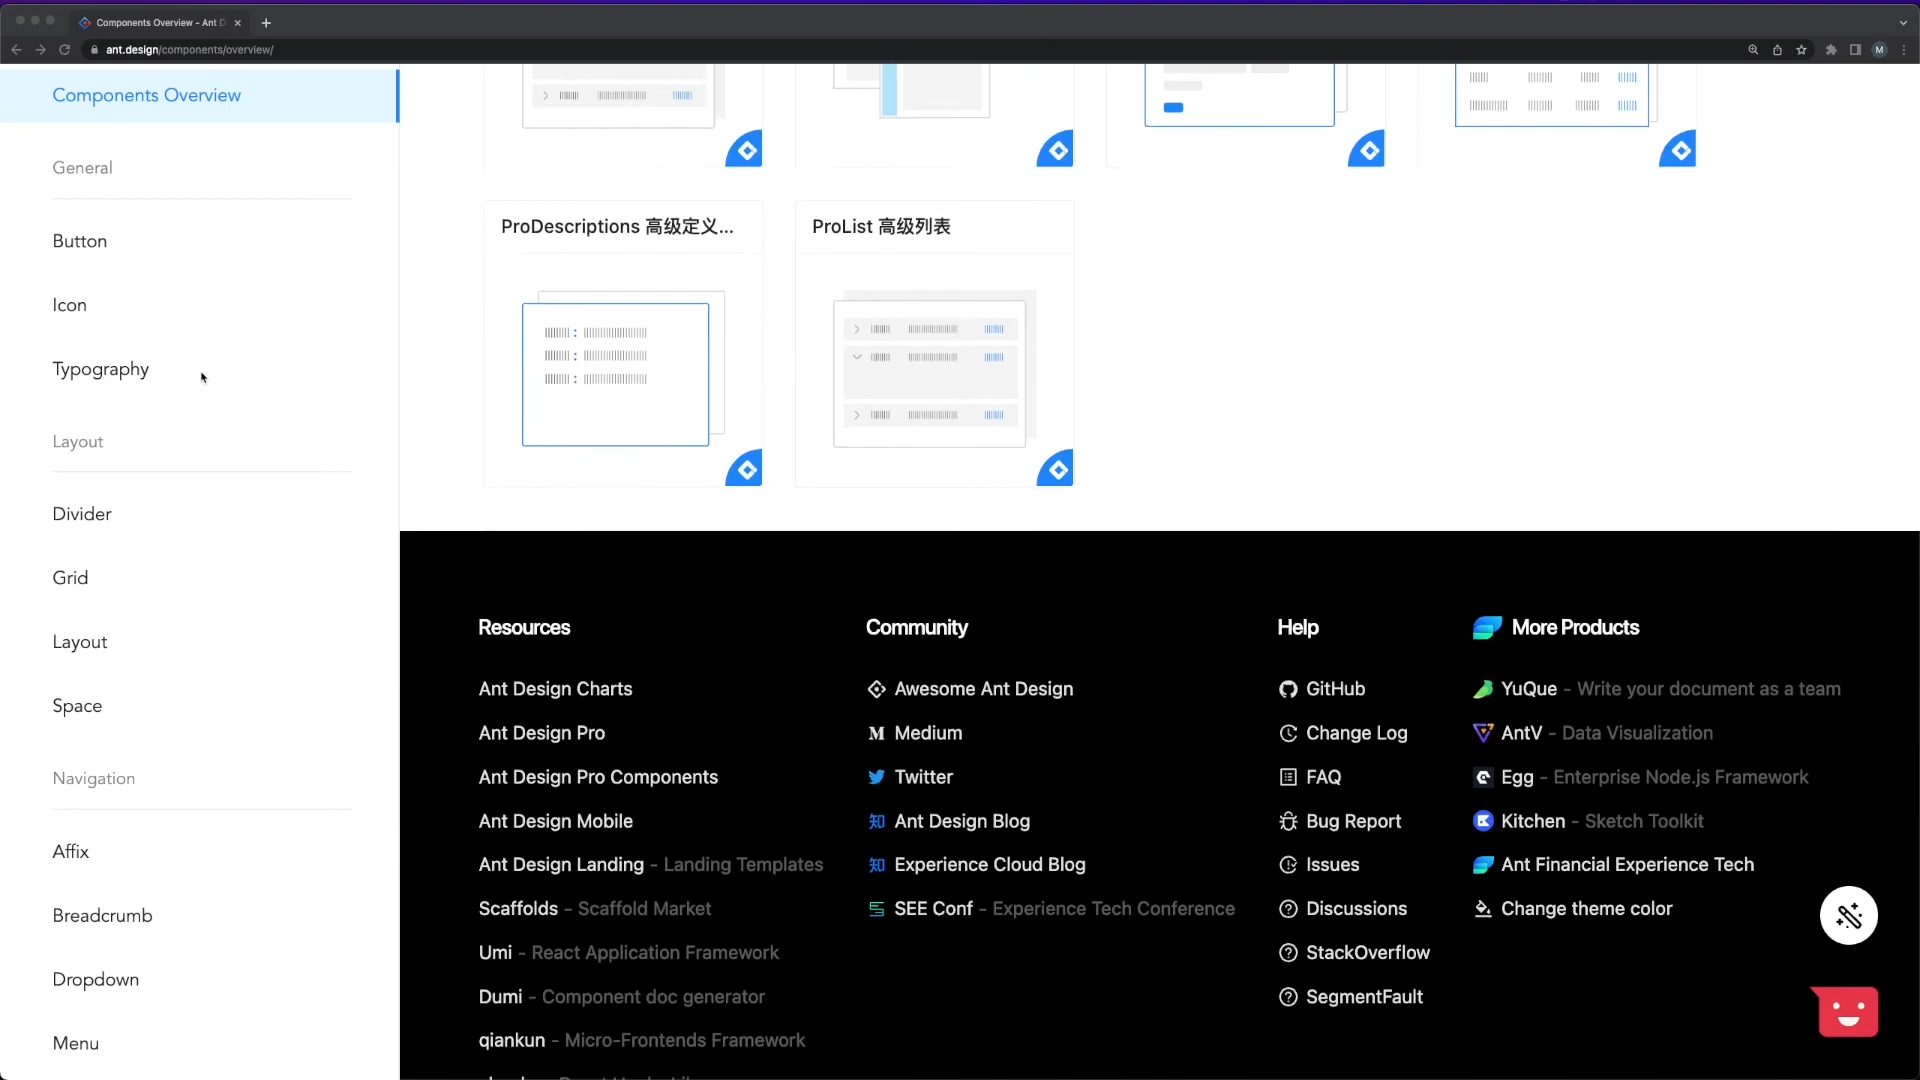 Components Overview - Ant D
ant.design/components/overview/
M
Components Overview
General
Button
Icon
Typography
Layout
Divider
Grid
Layout
Space
Navigation
Affix
Breadcrumb
Dropdown
Menu
ProDescriptions 高级定义...
ProList 高级列表
Resources
Ant Design Charts
Ant Design Pro
Ant Design Pro Components
Ant Design Mobile
Ant Design Landing - Landing Templates
Scaffolds - Scaffold Market
Umi - React Application Framework
Dumi - Component doc generator
qiankun - Micro-Frontends Framework
Community
Awesome Ant Design
Medium
Twitter
知 Ant Design Blog
知 Experience Cloud Blog
SEE Conf - Experience Tech Conference
Help
GitHub
Change Log
FAQ
Bug Report
Issues
Discussions
StackOverflow
SegmentFault
More Products
YuQue - Write your document as a team
AntV - Data Visualization
Egg - Enterprise Node.js Framework
Kitchen - Sketch Toolkit
Ant Financial Experience Tech
Change theme color